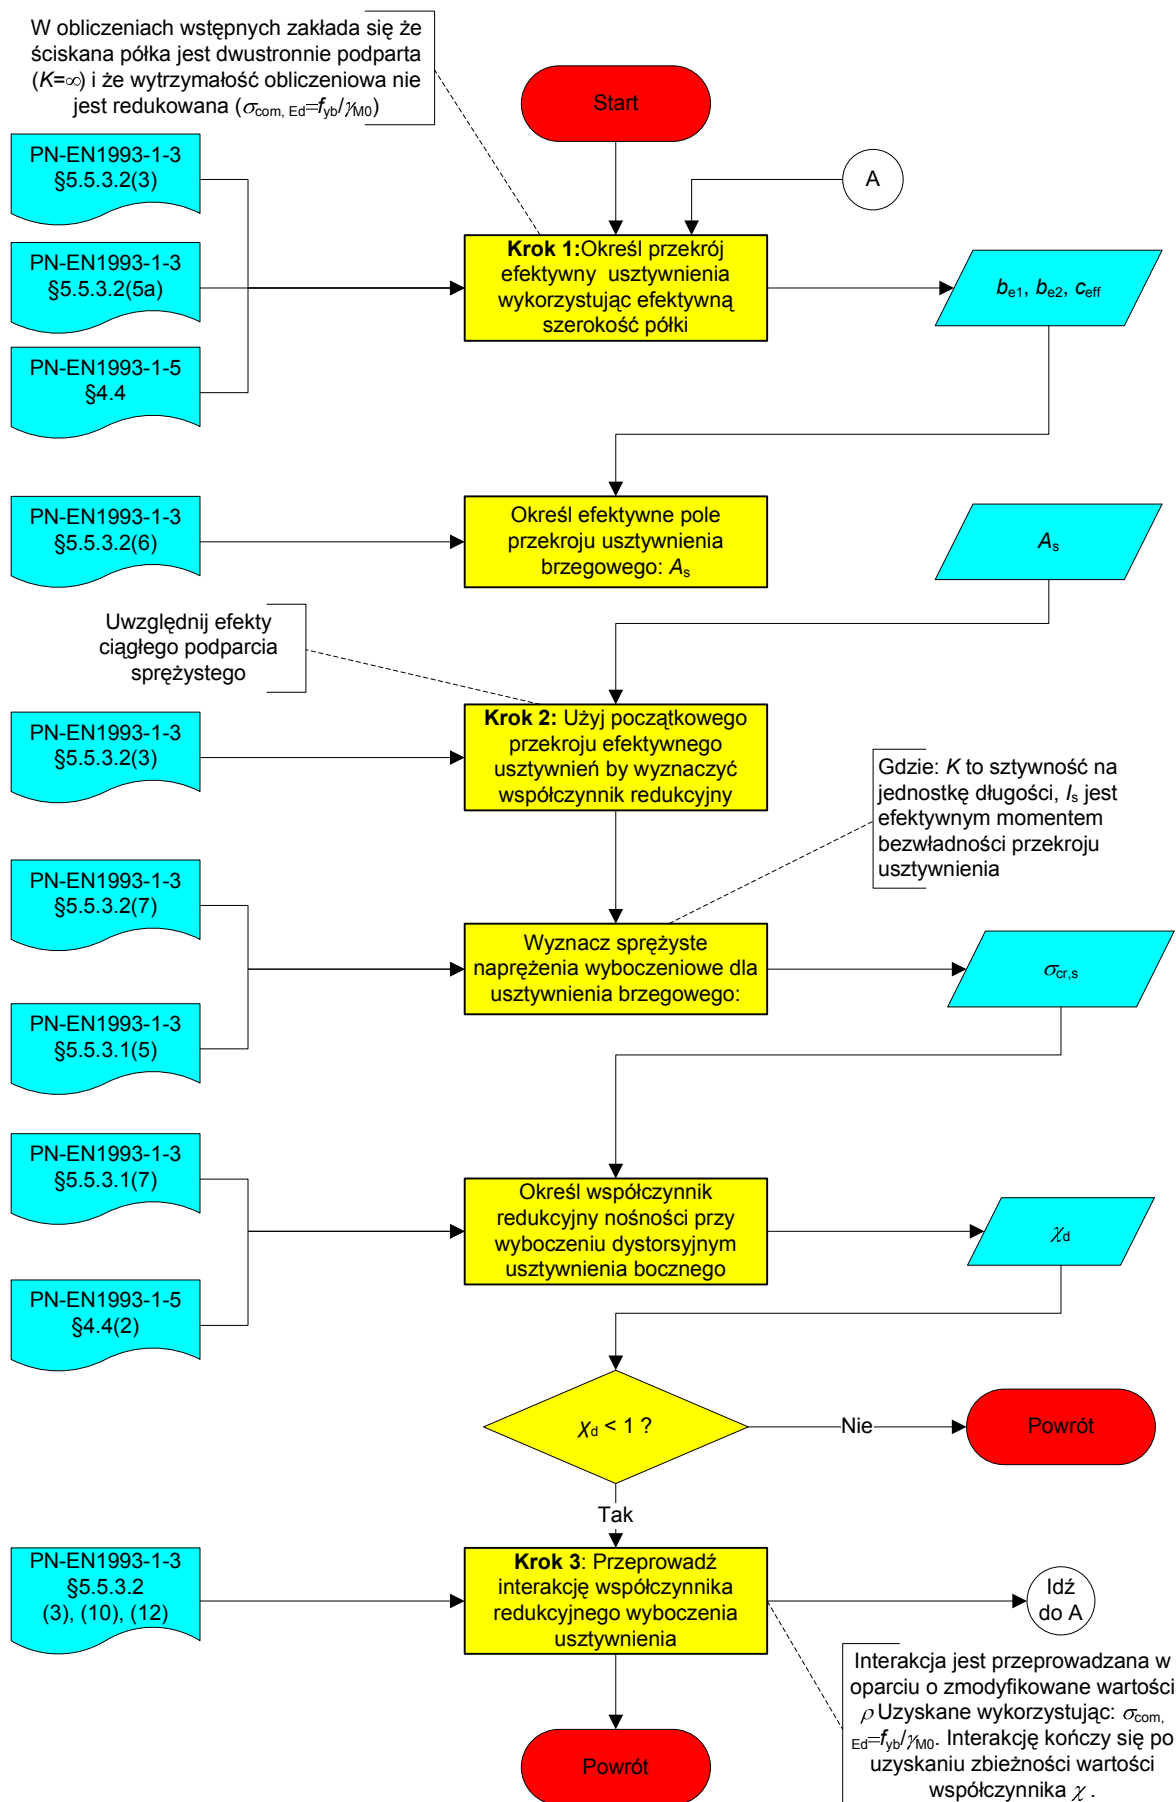 W obliczeniach wstępnych zakłada się że
ściskana półka jest dwustronnie podparta
(K=∞) i że wytrzymałość obliczeniowa nie
jest redukowana (σcom, Ed=fyb/γM0)
Start
PN-EN1993-1-3
§5.5.3.2(3)
A
PN-EN1993-1-3
§5.5.3.2(5a)
Krok 1:Określ przekrój
efektywny usztywnienia
wykorzystując efektywną
szerokość półki
be1, be2, ceff
PN-EN1993-1-5
§4.4
PN-EN1993-1-3
§5.5.3.2(6)
Określ efektywne pole
przekroju usztywnienia
brzegowego: As
As
Uwzględnij efekty
ciągłego podparcia
sprężystego
PN-EN1993-1-3
§5.5.3.2(3)
Krok 2: Użyj początkowego
przekroju efektywnego
usztywnień by wyznaczyć
współczynnik redukcyjny
Gdzie: K to sztywność na
jednostkę długości, Is jest
efektywnym momentem
bezwładności przekroju
usztywnienia
PN-EN1993-1-3
§5.5.3.2(7)
Wyznacz sprężyste
naprężenia wyboczeniowe dla
usztywnienia brzegowego:
σcr,s
PN-EN1993-1-3
§5.5.3.1(5)
PN-EN1993-1-3
§5.5.3.1(7)
Określ współczynnik
redukcyjny nośności przy
wyboczeniu dystorsyjnym
usztywnienia bocznego
χd
PN-EN1993-1-5
§4.4(2)
χd < 1 ?
Nie
Powrót
Tak
PN-EN1993-1-3
§5.5.3.2
(3), (10), (12)
Krok 3: Przeprowadź
interakcję współczynnika
redukcyjnego wyboczenia
usztywnienia
Idź
do A
Interakcja jest przeprowadzana w
oparciu o zmodyfikowane wartości
ρ Uzyskane wykorzystując: σcom,
Ed=fyb/γM0. Interakcję kończy się po
uzyskaniu zbieżności wartości
współczynnika χ .
Powrót